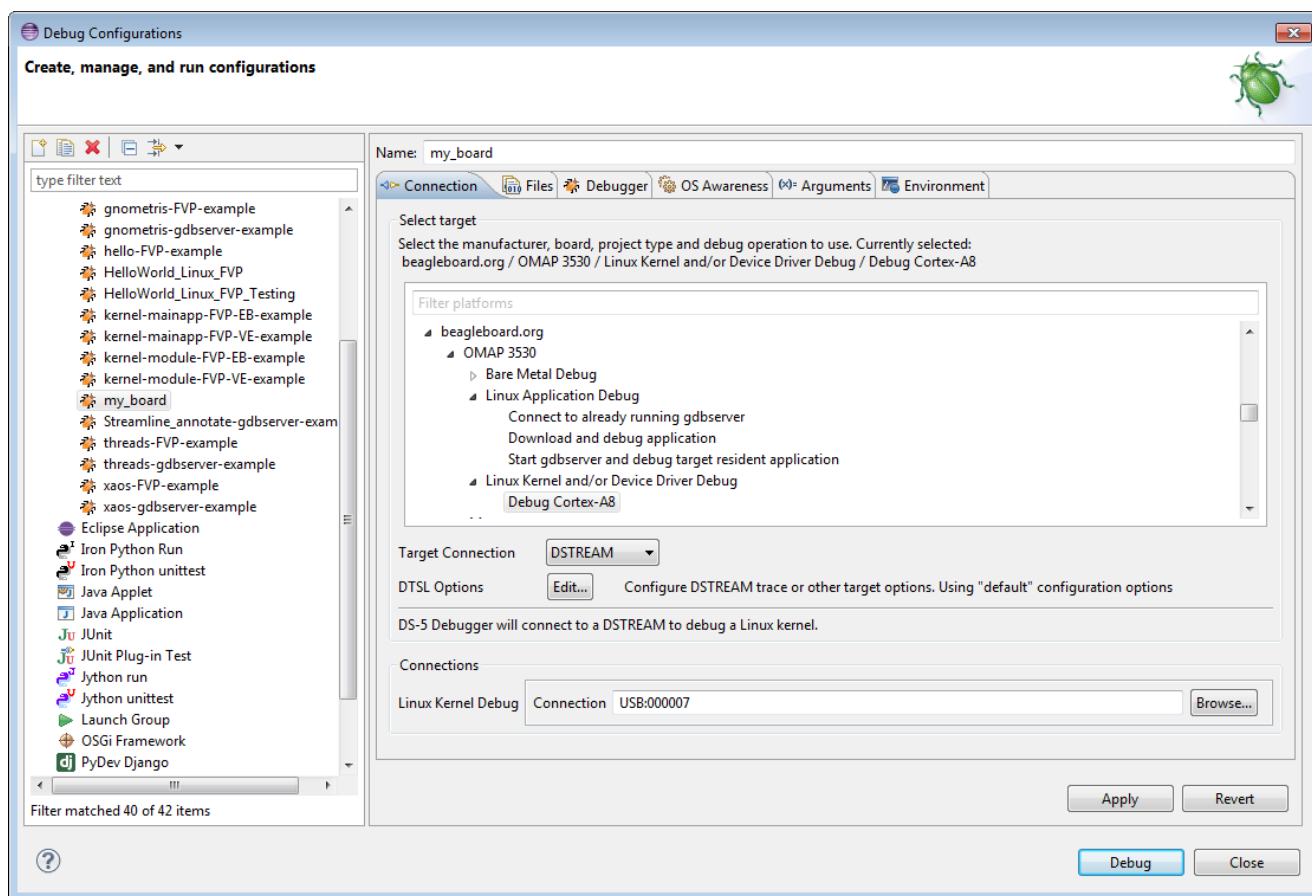 Debug Configurations
Create, manage, and run configurations
type filter text
gnometris-FVP-example
gnometris-gdbserver-example
hello-FVP-example
HelloWorld_Linux_FVP
HelloWorld_Linux_FVP_Testing
kernel-mainapp-FVP-EB-example
kernel-mainapp-FVP-VE-example
kernel-module-FVP-EB-example
kernel-module-FVP-VE-example
my_board
Streamline_annotate-gdbserver-exam
threads-FVP-example
threads-gdbserver-example
xaos-FVP-example
xaos-gdbserver-example
Eclipse Application
Iron Python Run
Iron Python unittest
Java Applet
Java Application
Ju JUnit
JUnit Plug-in Test
Jython run
Jython unittest
Launch Group
OSGi Framework
dj PyDev Django
Filter matched 40 of 42 items
Name: my_board
Connection Files Debugger OS Awareness (x)= Arguments Environment
Select target
Select the manufacturer, board, project type and debug operation to use. Currently selected:
beagleboard.org / OMAP 3530 / Linux Kernel and/or Device Driver Debug / Debug Cortex-A8
Filter platforms
beagleboard.org
OMAP 3530
Bare Metal Debug
Linux Application Debug
Connect to already running gdbserver
Download and debug application
Start gdbserver and debug target resident application
Linux Kernel and/or Device Driver Debug
Debug Cortex-A8
Target Connection DSTREAM
DTSL Options Edit... Configure DSTREAM trace or other target options. Using "default" configuration options
DS-5 Debugger will connect to a DSTREAM to debug a Linux kernel.
Connections
Linux Kernel Debug Connection USB:000007 Browse...
Apply Revert
? Debug Close